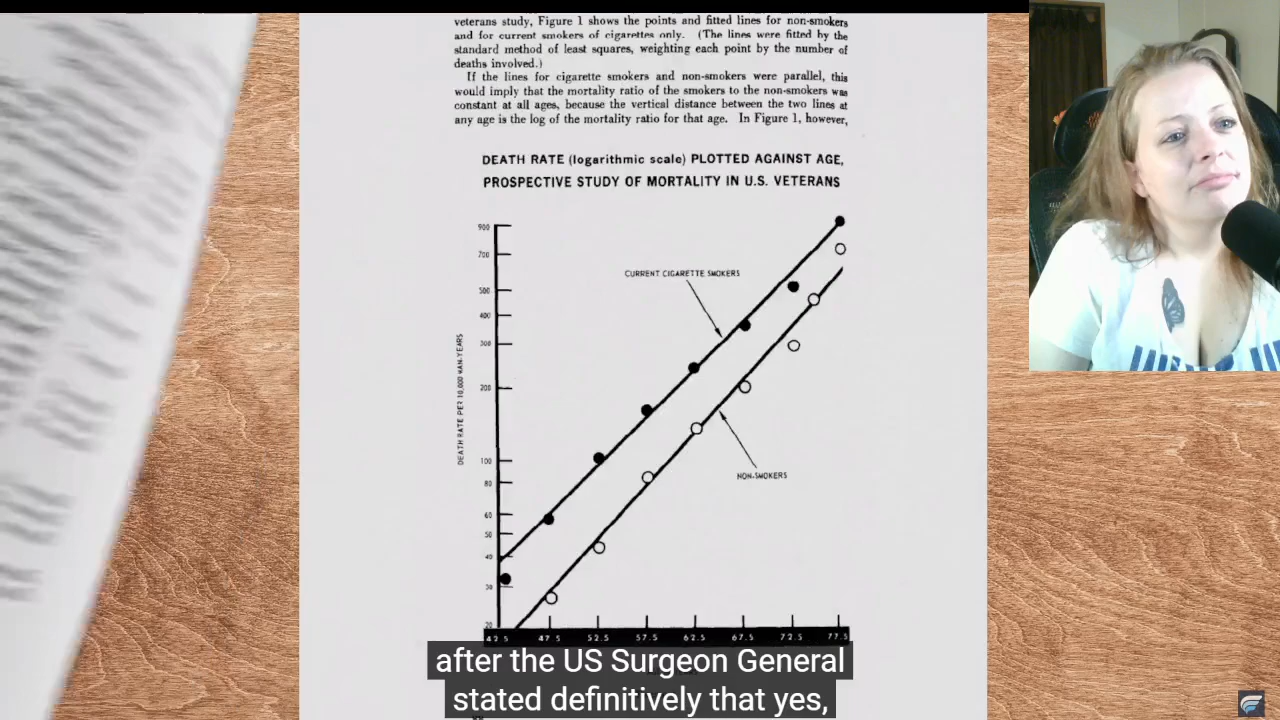 veterans study, Figure 1 shows the points and fitted lines for non-smokers
and for current smokers of cigarettes only. (The lines were fitted by the
standard method of least squares, weighting each point by the number of
deaths involved.)
If the lines for cigarette smokers and non-smokers were parallel, this
would imply that the mortality ratio of the smokers to the non-smokers was
constant at all ages, because the vertical distance between the two lines at
any age is the log of the mortality ratio for that age. In Figure 1, however,
DEATH RATE (logarithmic scale) PLOTTED AGAINST AGE,
PROSPECTIVE STUDY OF MORTALITY IN U.S. VETERANS
900
700
500
400
300
200
100
80
60
50
40
30
20
DEATH RATE PER 10,000 MAN-YEARS
CURRENT CIGARETTE SMOKERS
NON-SMOKERS
42.5 47.5 52.5 57.5 62.5 67.5 72.5 77.5
after the US Surgeon General
stated definitively that yes,